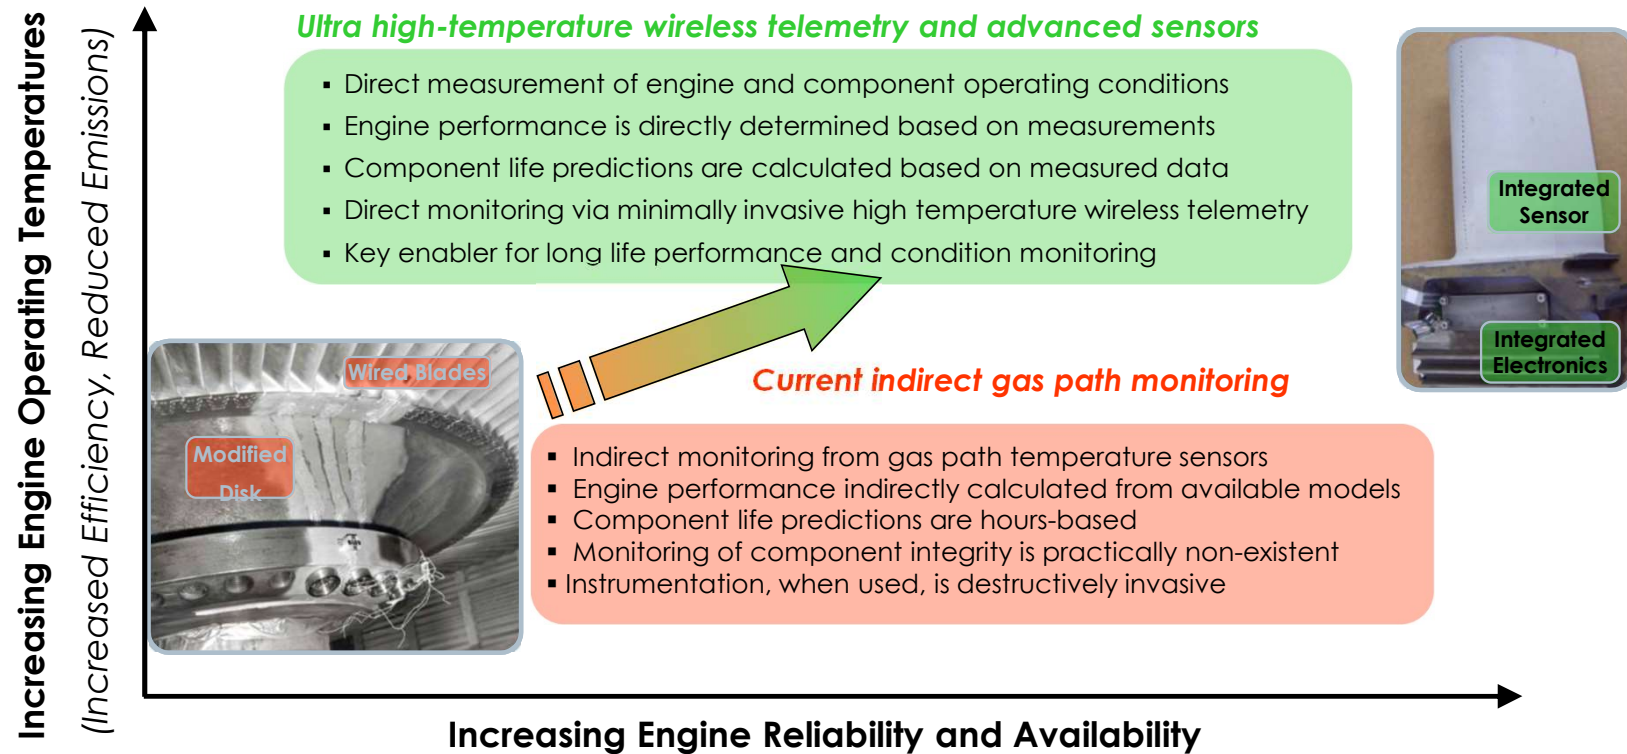 Increasing Engine Operating Temperatures
(Increased Efficiency, Reduced Emissions)
Ultra high-temperature wireless telemetry and advanced sensors
▪ Direct measurement of engine and component operating conditions
▪ Engine performance is directly determined based on measurements
▪ Component life predictions are calculated based on measured data
▪ Direct monitoring via minimally invasive high temperature wireless telemetry
▪ Key enabler for long life performance and condition monitoring
Integrated
Sensor
Integrated
Electronics
Wired Blades
Modified
Disk
Current indirect gas path monitoring
▪ Indirect monitoring from gas path temperature sensors
▪ Engine performance indirectly calculated from available models
▪ Component life predictions are hours-based
▪ Monitoring of component integrity is practically non-existent
▪ Instrumentation, when used, is destructively invasive
Increasing Engine Reliability and Availability